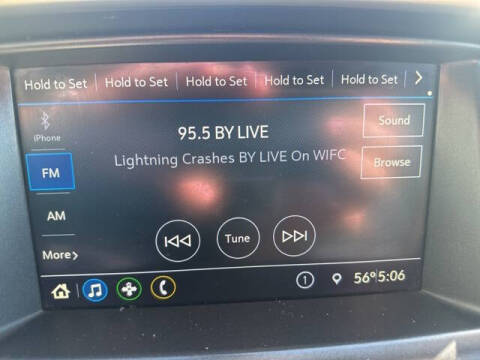 Hold to Set Hold to Set Hold to Set Hold to Set Hold to Set
iPhone
95.5 BY LIVE
Sound
Lightning Crashes BY LIVE On WIFC
Browse
FM
AM
Tune
More
1 56° 5:06